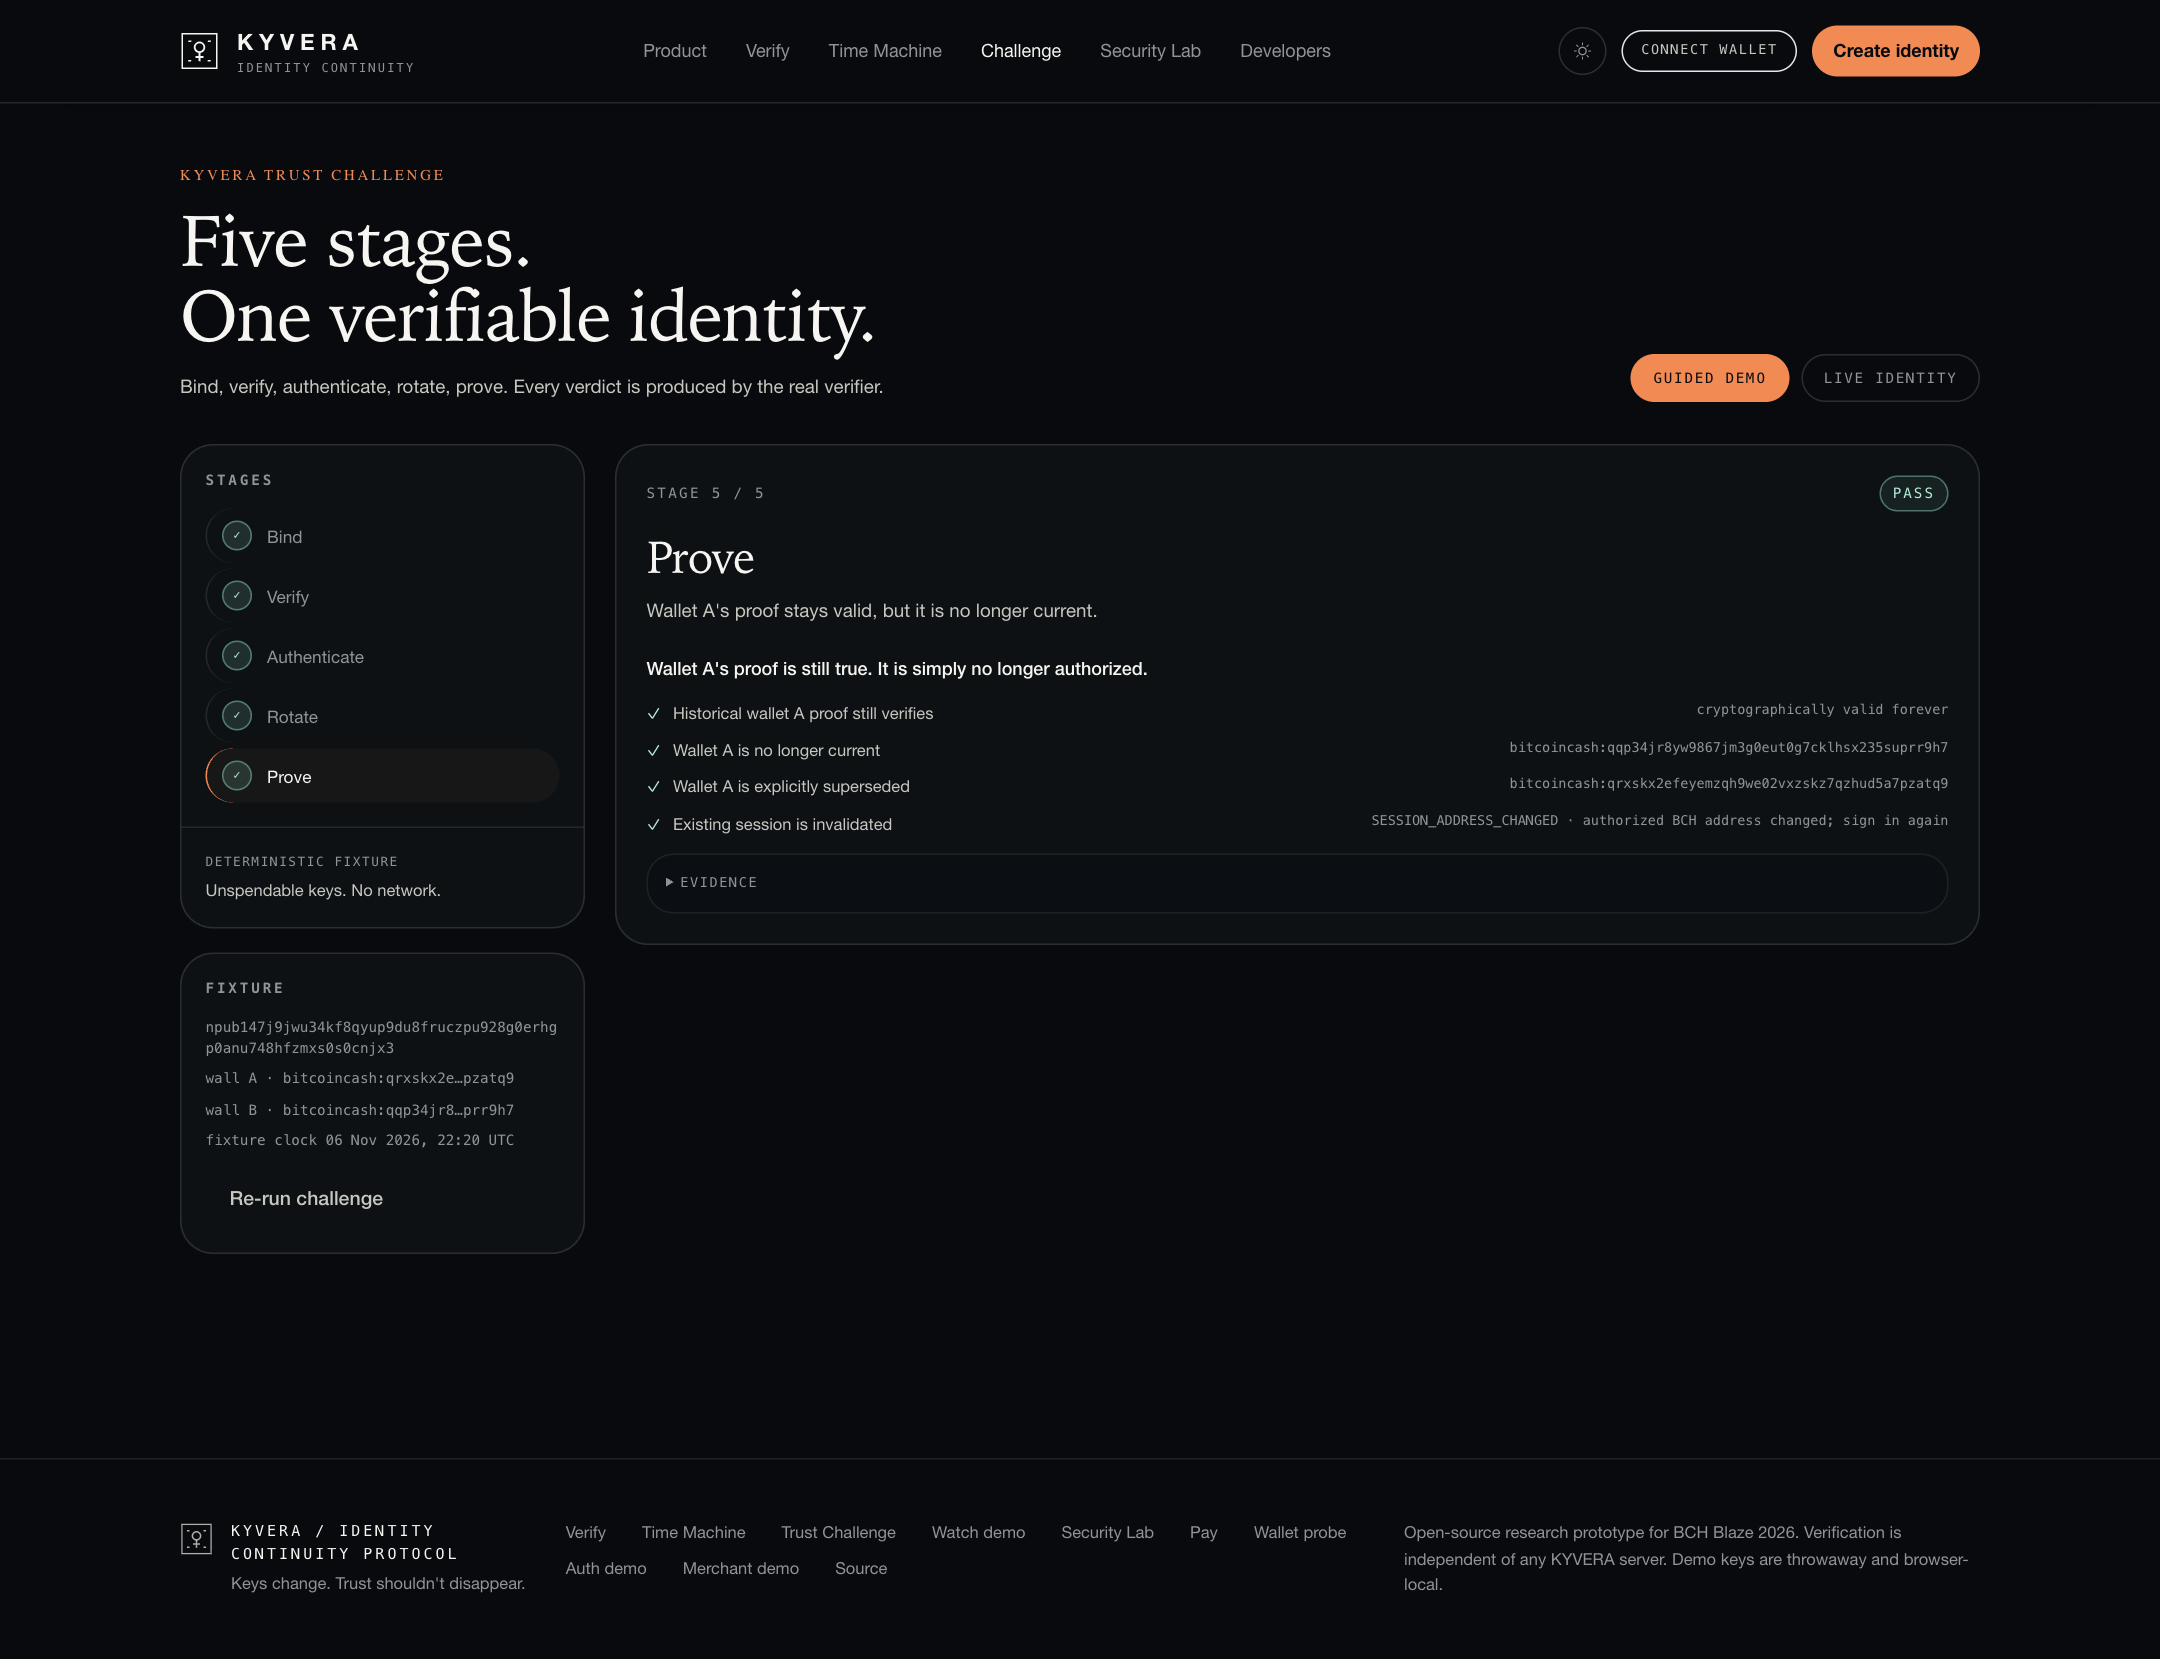 KYVERA
IDENTITY CONTINUITY
Product Verify Time Machine Challenge Security Lab Developers
CONNECT WALLET
Create identity
KYVERA TRUST CHALLENGE
Five stages.
One verifiable identity.
Bind, verify, authenticate, rotate, prove. Every verdict is produced by the real verifier.
GUIDED DEMO
LIVE IDENTITY
STAGES
✓ Bind
✓ Verify
✓ Authenticate
✓ Rotate
✓ Prove
DETERMINISTIC FIXTURE
Unspendable keys. No network.
FIXTURE
npub147j9jwu34kf8qyup9du8fruczpu928g0erhg
p0anu748hfzmxs0s0cnjx3
wall A · bitcoincash:qrxskx2e…pzatq9
wall B · bitcoincash:qqp34jr8…prr9h7
fixture clock 06 Nov 2026, 22:20 UTC
Re-run challenge
STAGE 5 / 5
PASS
Prove
Wallet A's proof stays valid, but it is no longer current.
Wallet A's proof is still true. It is simply no longer authorized.
✓ Historical wallet A proof still verifies cryptographically valid forever
✓ Wallet A is no longer current bitcoincash:qqp34jr8yw9867jm3g0eut0g7cklhsx235suprr9h7
✓ Wallet A is explicitly superseded bitcoincash:qrxskx2efeyemzqh9we02vxzskz7qzhud5a7pzatq9
✓ Existing session is invalidated SESSION_ADDRESS_CHANGED · authorized BCH address changed; sign in again
▶ EVIDENCE
KYVERA / IDENTITY
CONTINUITY PROTOCOL
Keys change. Trust shouldn't disappear.
Verify Time Machine Trust Challenge Watch demo Security Lab Pay Wallet probe
Auth demo Merchant demo Source
Open-source research prototype for BCH Blaze 2026. Verification is
independent of any KYVERA server. Demo keys are throwaway and browser-
local.